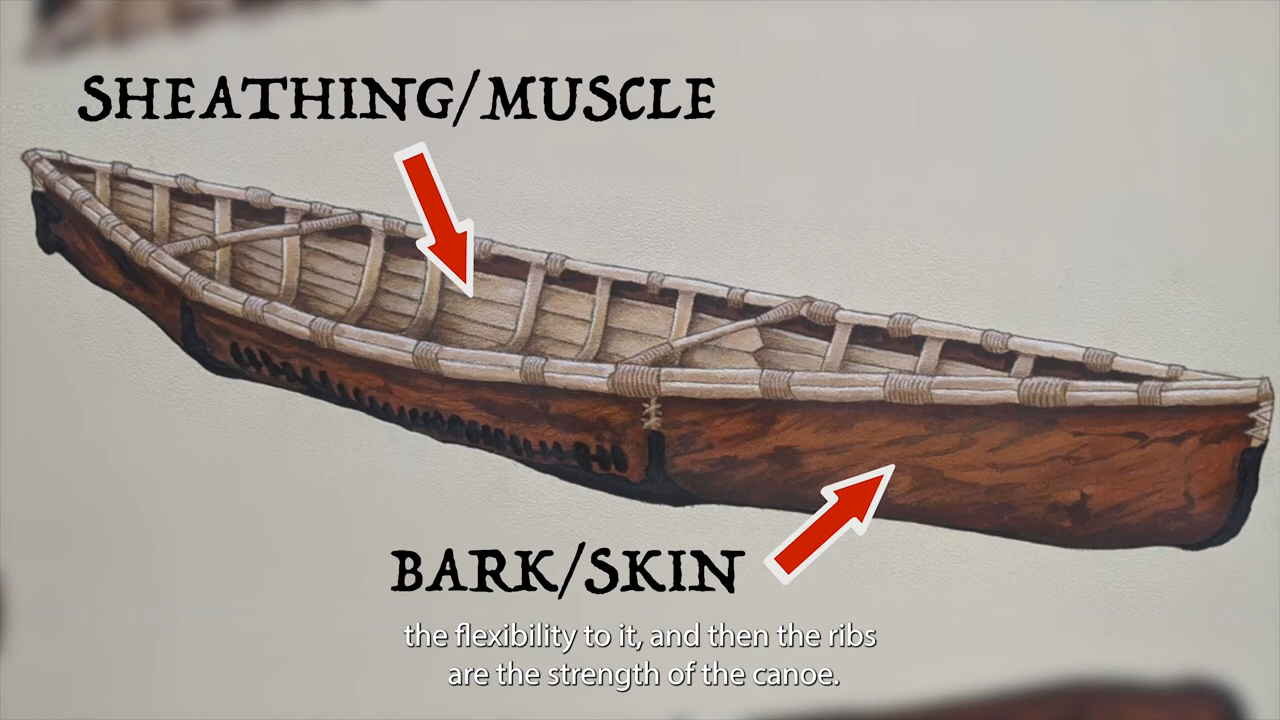 SHEATHING/MUSCLE
BARK/SKIN
the flexibility to it, and then the ribs
are the strength of the canoe.